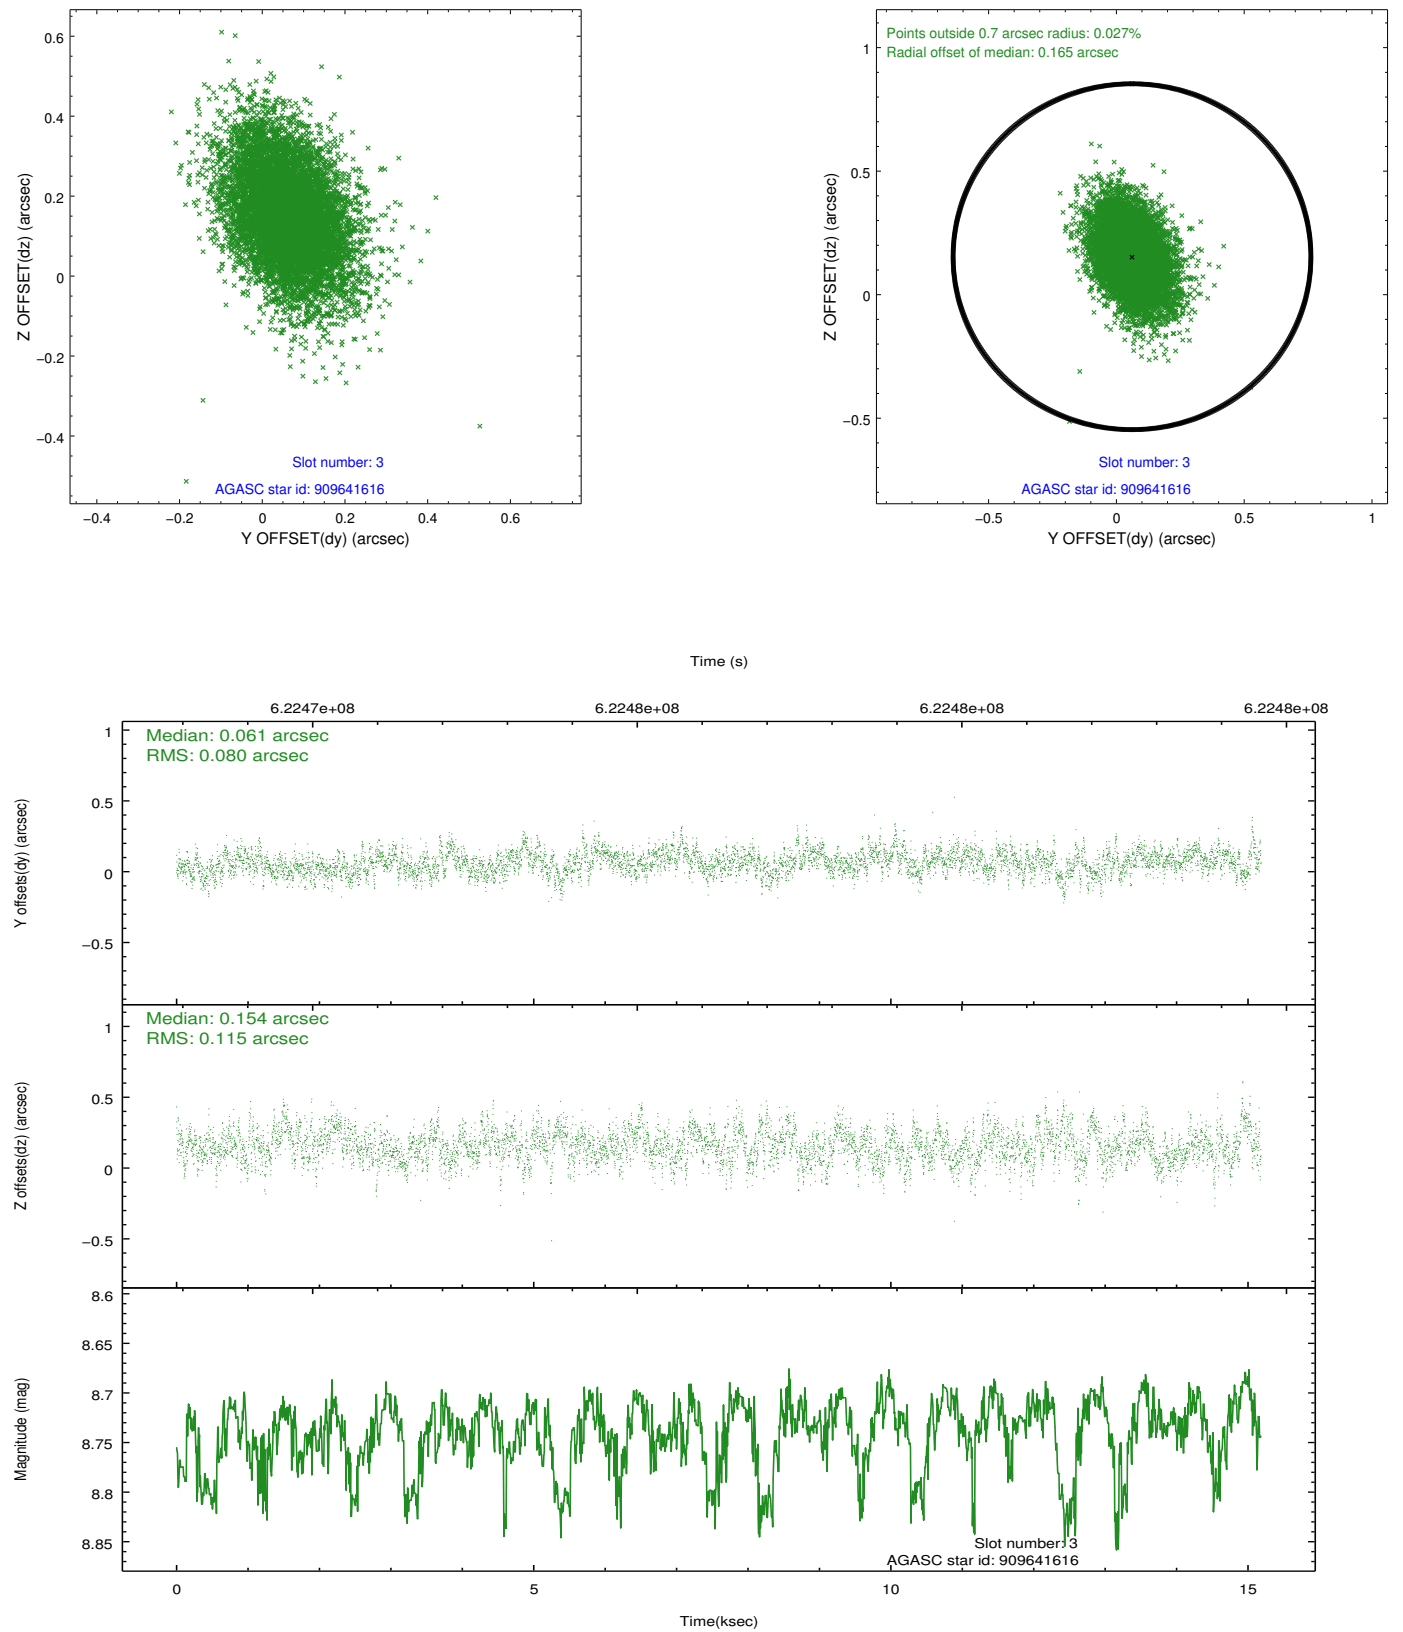 0.6
0.4
0.2
0
−0.2
−0.4
Z OFFSET(dz) (arcsec)
Slot number: 3
AGASC star id: 909641616
−0.4 −0.2 0 0.2 0.4 0.6
Y OFFSET(dy) (arcsec)
Points outside 0.7 arcsec radius: 0.027%
Radial offset of median: 0.165 arcsec
1
0.5
0
−0.5
Z OFFSET(dz) (arcsec)
Slot number: 3
AGASC star id: 909641616
−0.5 0 0.5 1
Y OFFSET(dy) (arcsec)
Time (s)
6.2247e+08 6.2248e+08 6.2248e+08 6.2248e+08
Median: 0.061 arcsec
RMS: 0.080 arcsec
1
0.5
0
−0.5
Y offsets(dy) (arcsec)
Median: 0.154 arcsec
RMS: 0.115 arcsec
1
0.5
0
−0.5
Z offsets(dz) (arcsec)
8.6
8.65
8.7
8.75
8.8
8.85
Magnitude (mag)
Slot number: 3
AGASC star id: 909641616
0 5 10 15
Time(ksec)